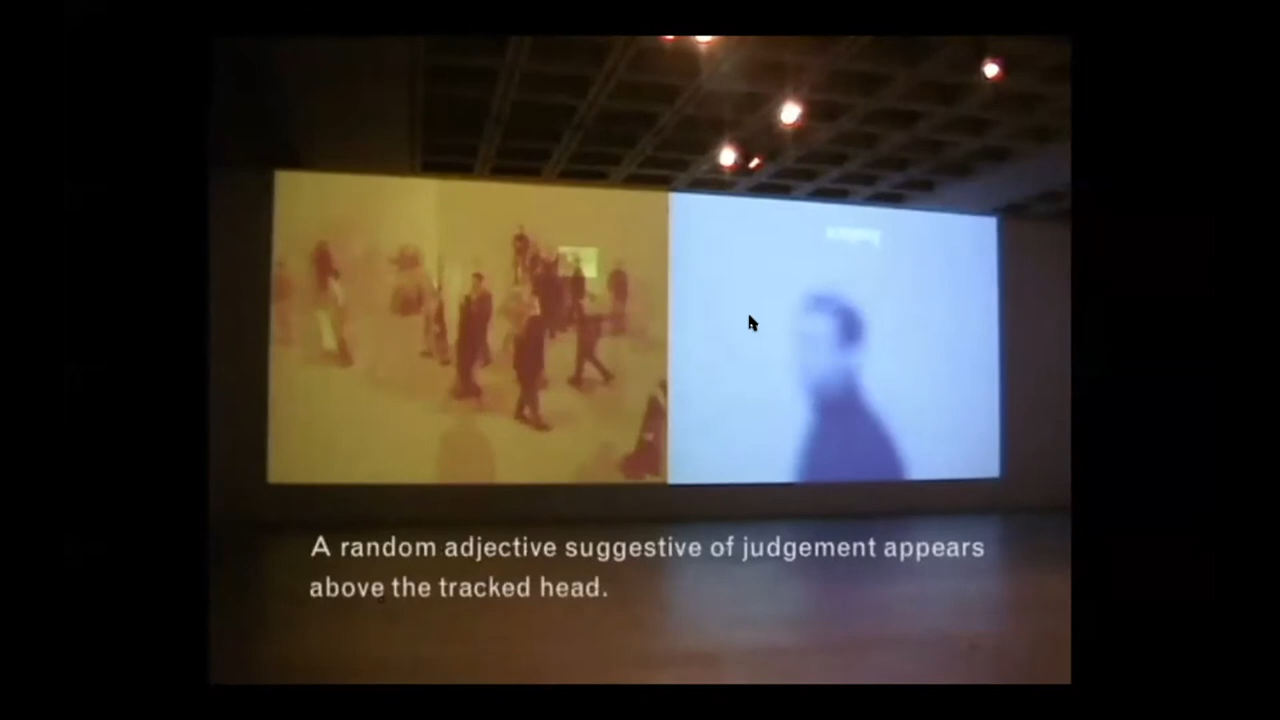 A random adjective suggestive of judgement appears
above the tracked head.